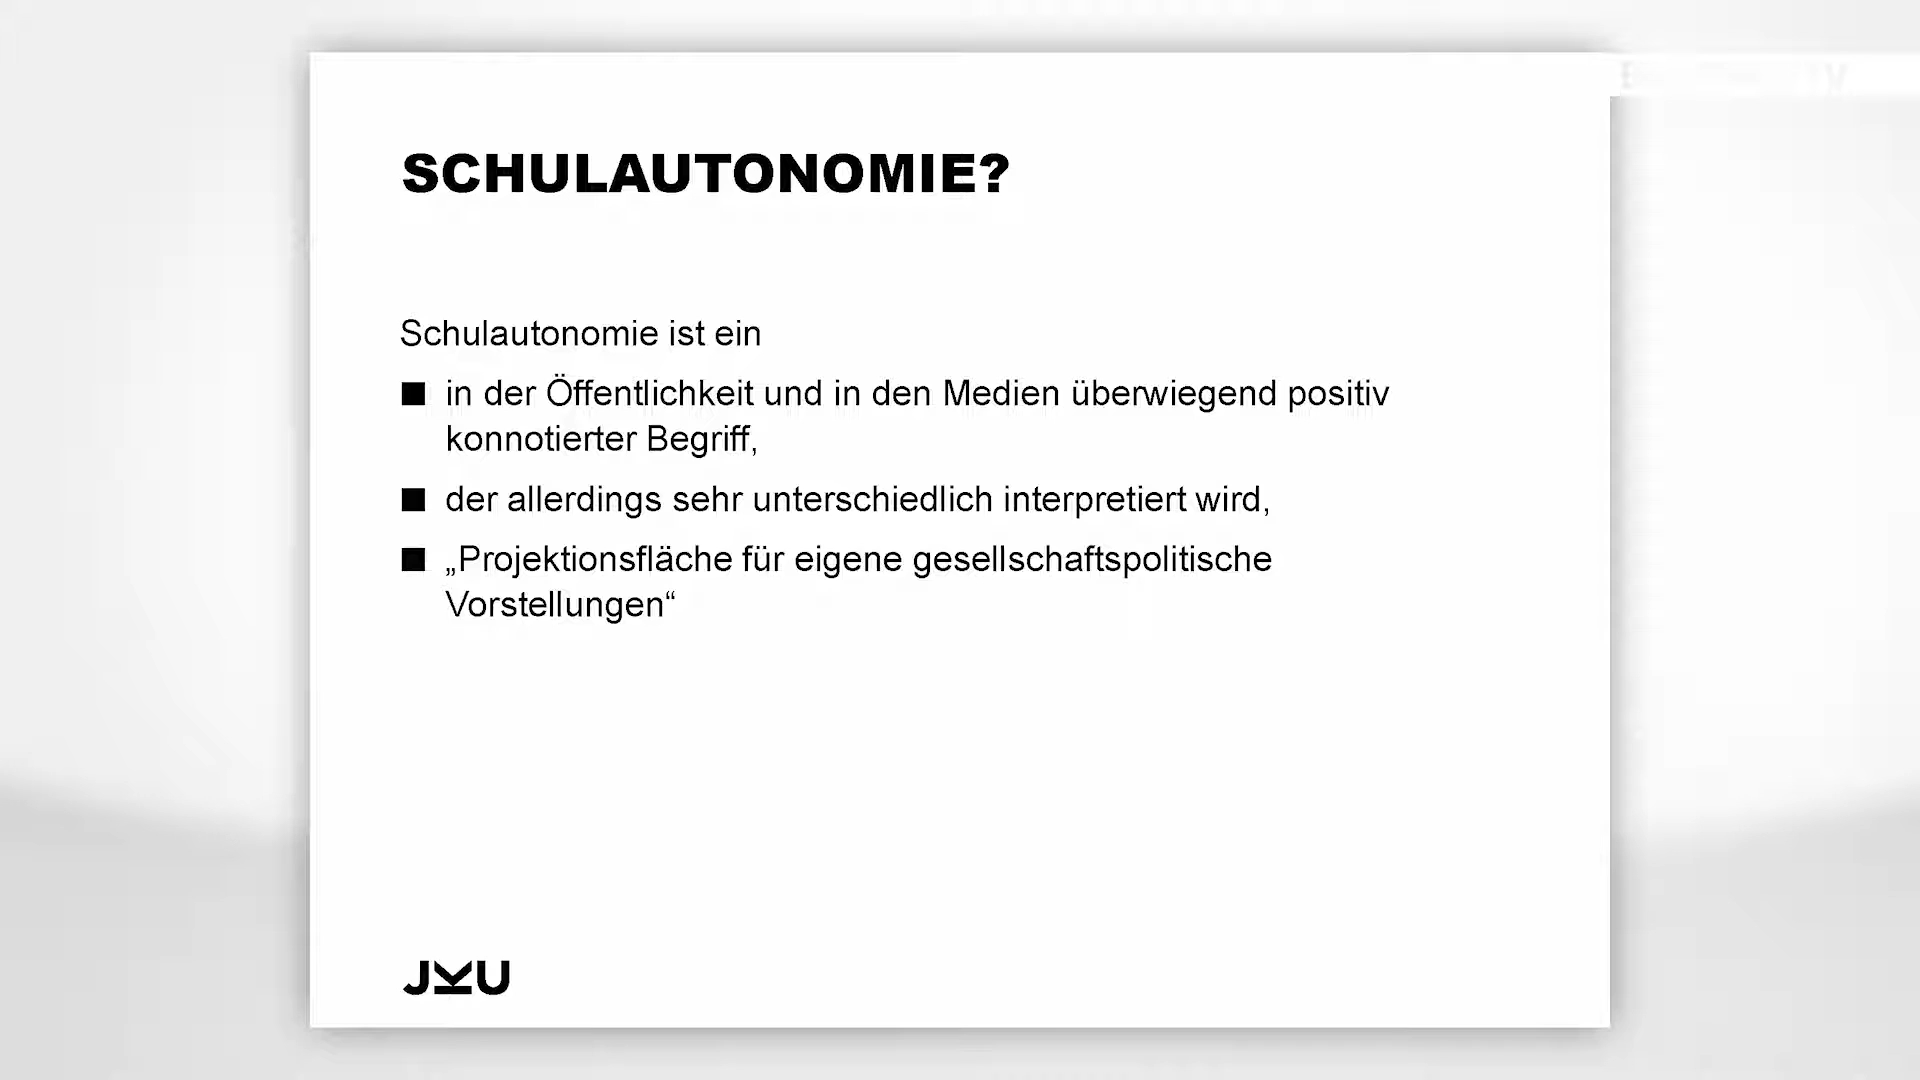 SCHULAUTONOMIE?
Schulautonomie ist ein
■ in der Öffentlichkeit und in den Medien überwiegend positiv
konnotierter Begriff,
■ der allerdings sehr unterschiedlich interpretiert wird,
■ „Projektionsfläche für eigene gesellschaftspolitische
Vorstellungen“
JKU